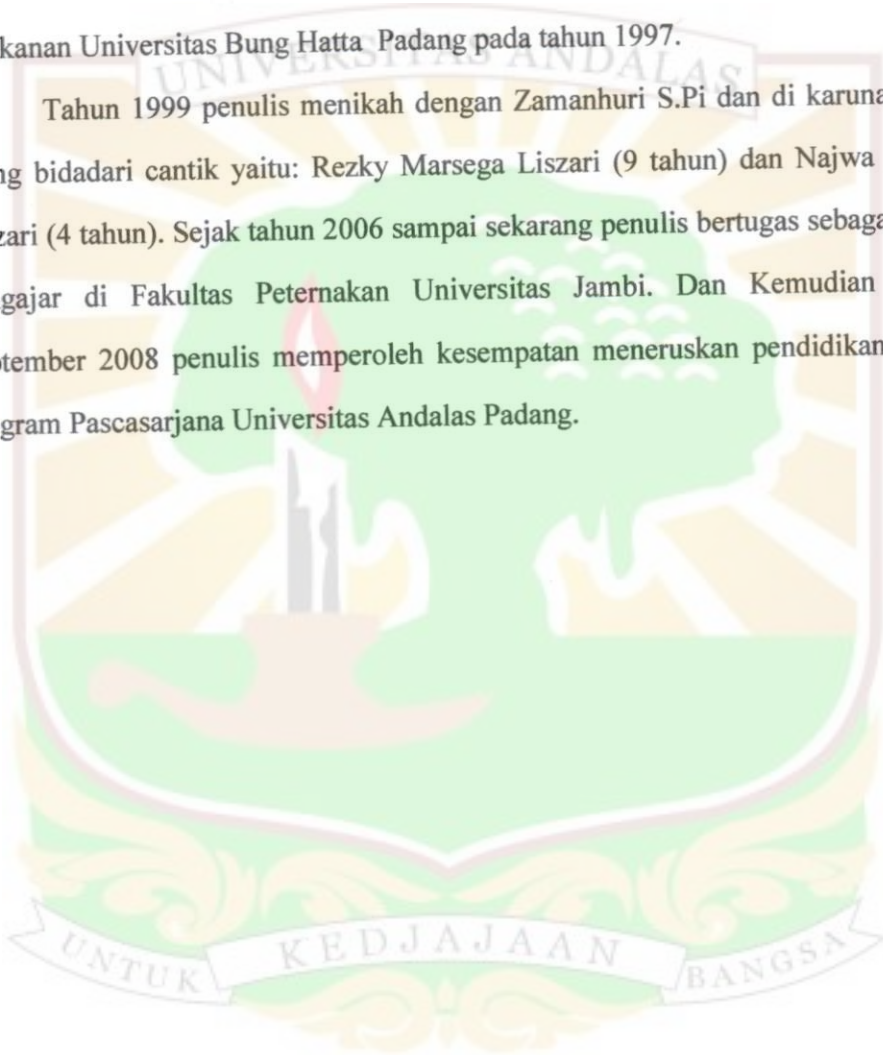 kanan Universitas Bung Hatta Padang pada tahun 1997.
UNIVERSITAS ANDALAS
Tahun 1999 penulis menikah dengan Zamanhuri S.Pi dan di karuna
ng bidadari cantik yaitu: Rezky Marsega Liszari (9 tahun) dan Najwa
zari (4 tahun). Sejak tahun 2006 sampai sekarang penulis bertugas sebaga
gajar di Fakultas Peternakan Universitas Jambi. Dan Kemudian
tember 2008 penulis memperoleh kesempatan meneruskan pendidikan
gram Pascasarjana Universitas Andalas Padang.
UNTUK KEDJAJAAN BANGSA